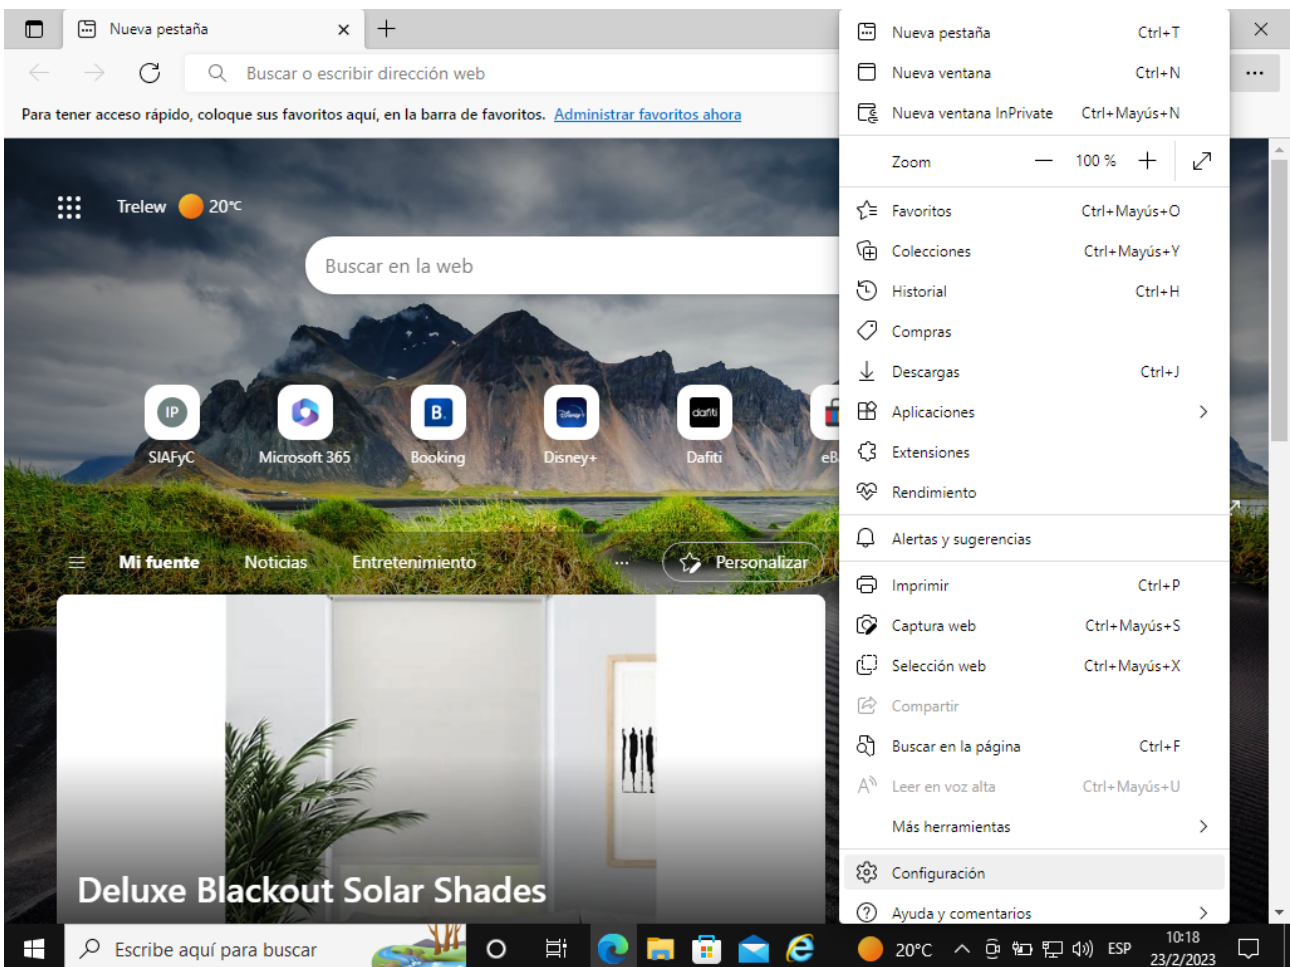 Nueva pestaña
Buscar o escribir dirección web
Para tener acceso rápido, coloque sus favoritos aquí, en la barra de favoritos. Administrar favoritos ahora
Trelew 20°C
Buscar en la web
IP
B.
Disney+
dafiti
SIAFyC Microsoft 365 Booking Disney+ Dafiti eB
Mi fuente Noticias Entretenimiento ... Personalizar
Deluxe Blackout Solar Shades
Nueva pestaña Ctrl+T
Nueva ventana Ctrl+N
Nueva ventana InPrivate Ctrl+Mayús+N
Zoom — 100 % +
Favoritos Ctrl+Mayús+O
Colecciones Ctrl+Mayús+Y
Historial Ctrl+H
Compras
Descargas Ctrl+J
Aplicaciones
Extensiones
Rendimiento
Alertas y sugerencias
Imprimir Ctrl+P
Captura web Ctrl+Mayús+S
Selección web Ctrl+Mayús+X
Compartir
Buscar en la página Ctrl+F
Leer en voz alta Ctrl+Mayús+U
Más herramientas
Configuración
Ayuda y comentarios
Escribe aquí para buscar
20°C ESP 10:18
23/2/2023